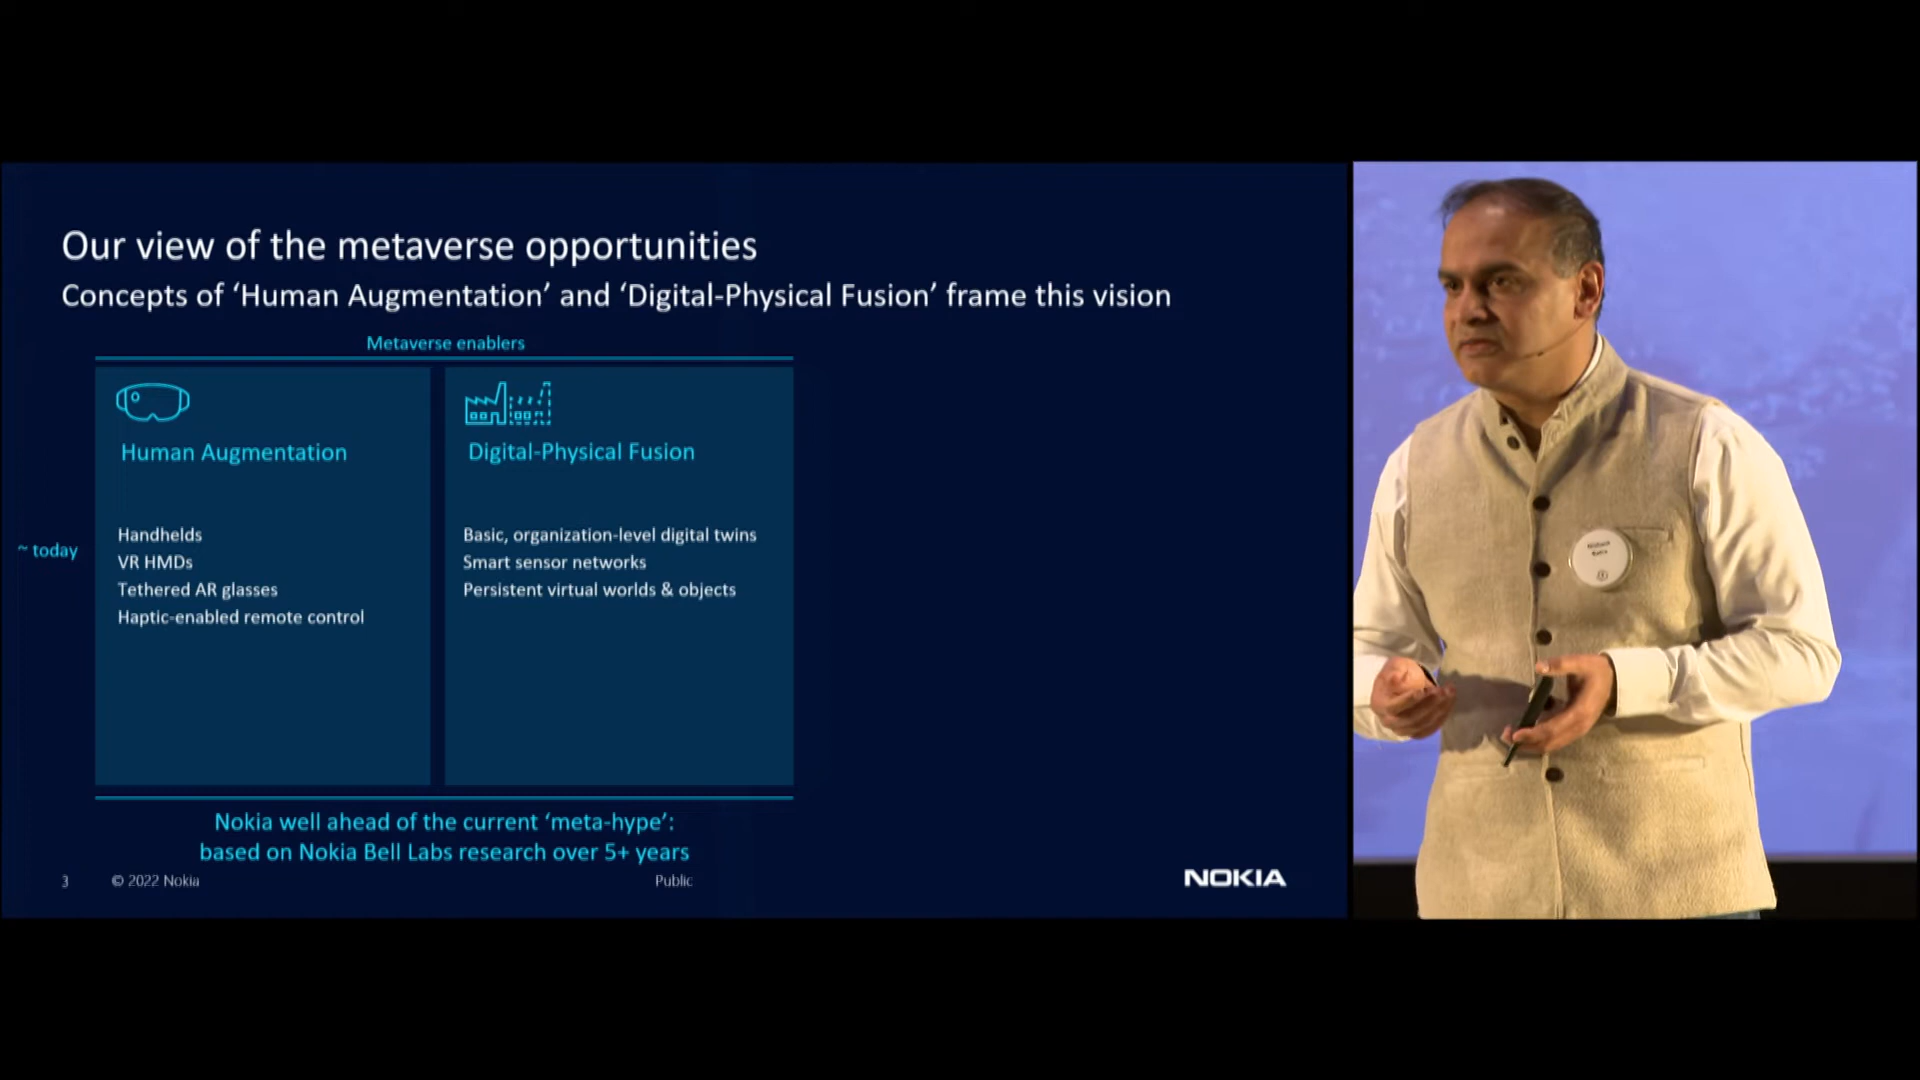 Our view of the metaverse opportunities
Concepts of ‘Human Augmentation’ and ‘Digital-Physical Fusion’ frame this vision
Metaverse enablers
Human Augmentation
Digital-Physical Fusion
~ today
Handhelds
VR HMDs
Tethered AR glasses
Haptic-enabled remote control
Basic, organization-level digital twins
Smart sensor networks
Persistent virtual worlds & objects
Nokia well ahead of the current ‘meta-hype’:
based on Nokia Bell Labs research over 5+ years
3
© 2022 Nokia
Public
NOKIA